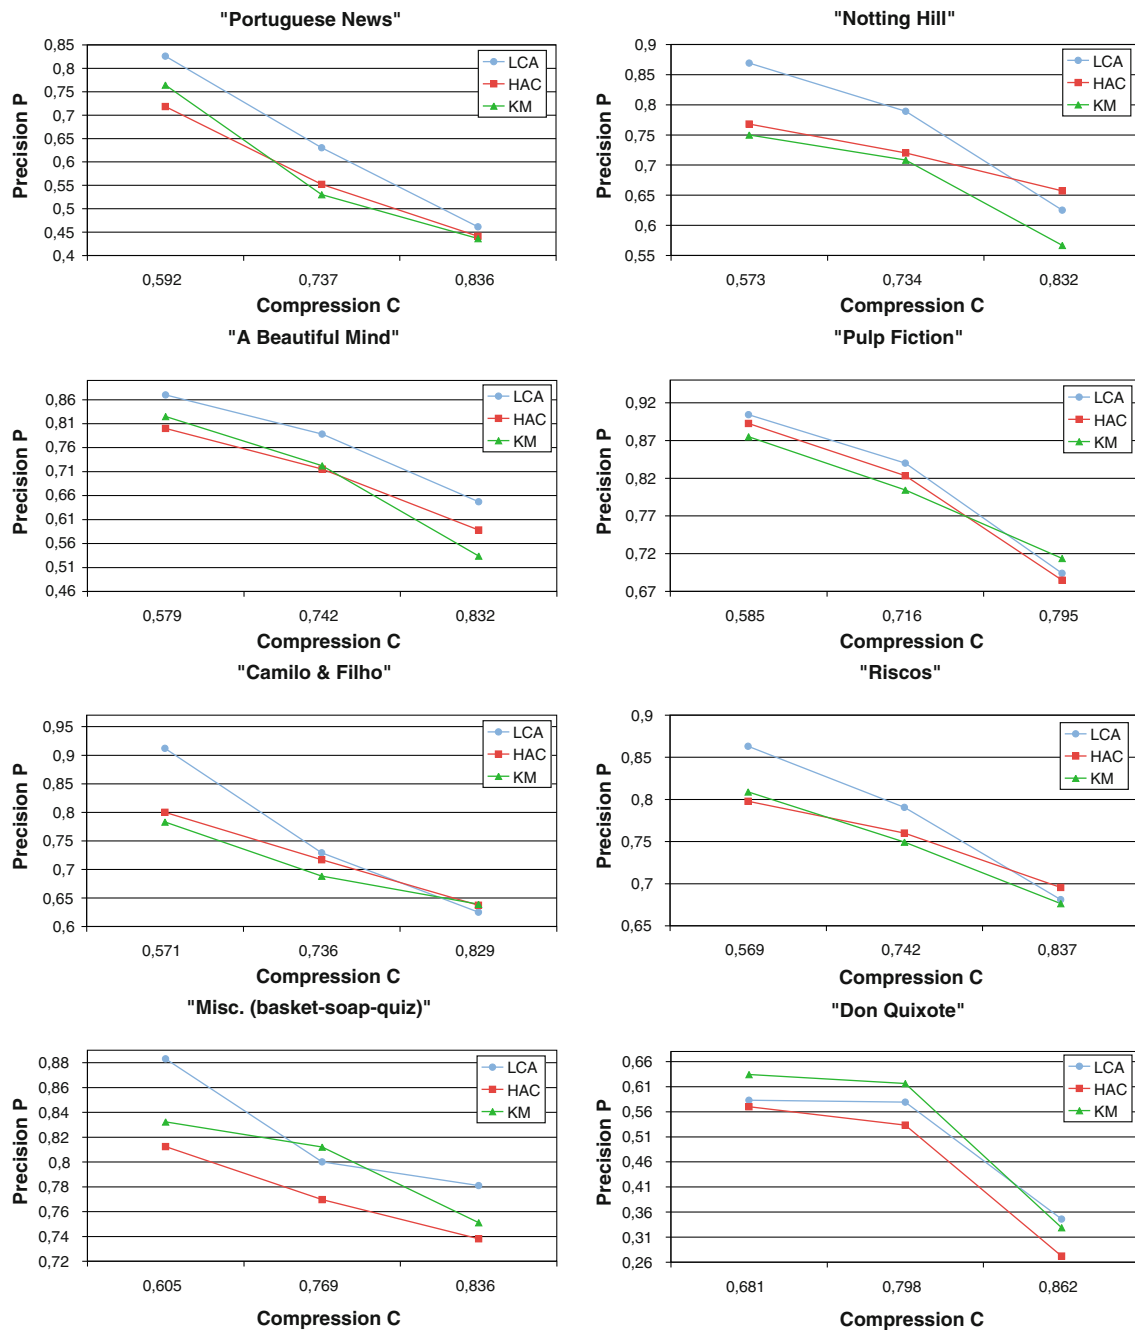 "Portuguese News"
Precision P
0,85
0,8
0,75
0,7
0,65
0,6
0,55
0,5
0,45
0,4
LCA
HAC
KM
0,592 0,737 0,836
Compression C
"Notting Hill"
Precision P
0,9
0,85
0,8
0,75
0,7
0,65
0,6
0,55
LCA
HAC
KM
0,573 0,734 0,832
Compression C
"A Beautiful Mind"
Precision P
0,86
0,81
0,76
0,71
0,66
0,61
0,56
0,51
0,46
LCA
HAC
KM
0,579 0,742 0,832
Compression C
"Pulp Fiction"
Precision P
0,92
0,87
0,82
0,77
0,72
0,67
LCA
HAC
KM
0,585 0,716 0,795
Compression C
"Camilo & Filho"
Precision P
0,95
0,9
0,85
0,8
0,75
0,7
0,65
0,6
LCA
HAC
KM
0,571 0,736 0,829
Compression C
"Riscos"
Precision P
0,9
0,85
0,8
0,75
0,7
0,65
LCA
HAC
KM
0,569 0,742 0,837
Compression C
"Misc. (basket-soap-quiz)"
Precision P
0,88
0,86
0,84
0,82
0,8
0,78
0,76
0,74
0,72
LCA
HAC
KM
0,605 0,769 0,836
Compression C
"Don Quixote"
Precision P
0,66
0,61
0,56
0,51
0,46
0,41
0,36
0,31
0,26
LCA
HAC
KM
0,681 0,798 0,862
Compression C